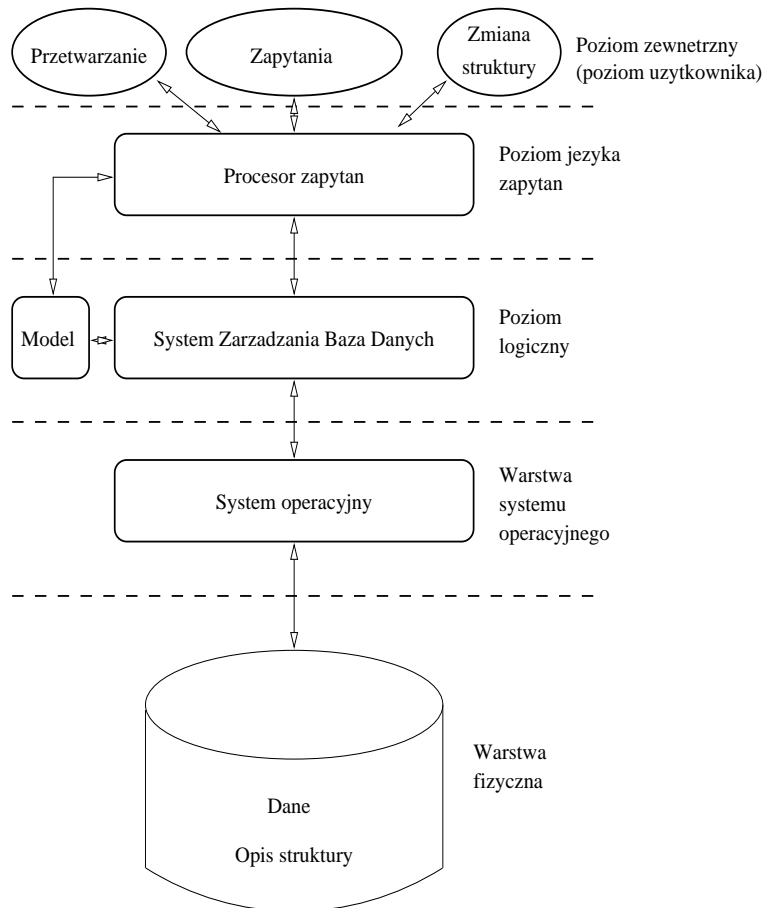 Przetwarzanie
Zapytania
Zmiana
struktury
Poziom zewnetrzny
(poziom uzytkownika)
Procesor zapytan
Poziom jezyka
zapytan
Model
System Zarzadzania Baza Danych
Poziom
logiczny
System operacyjny
Warstwa
systemu
operacyjnego
Dane
Opis struktury
Warstwa
fizyczna